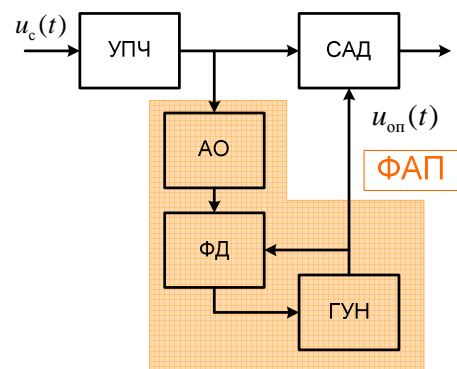 u_c(t)
УПЧ
САД
u_оп(t)
АО
ФАП
ФД
ГУН